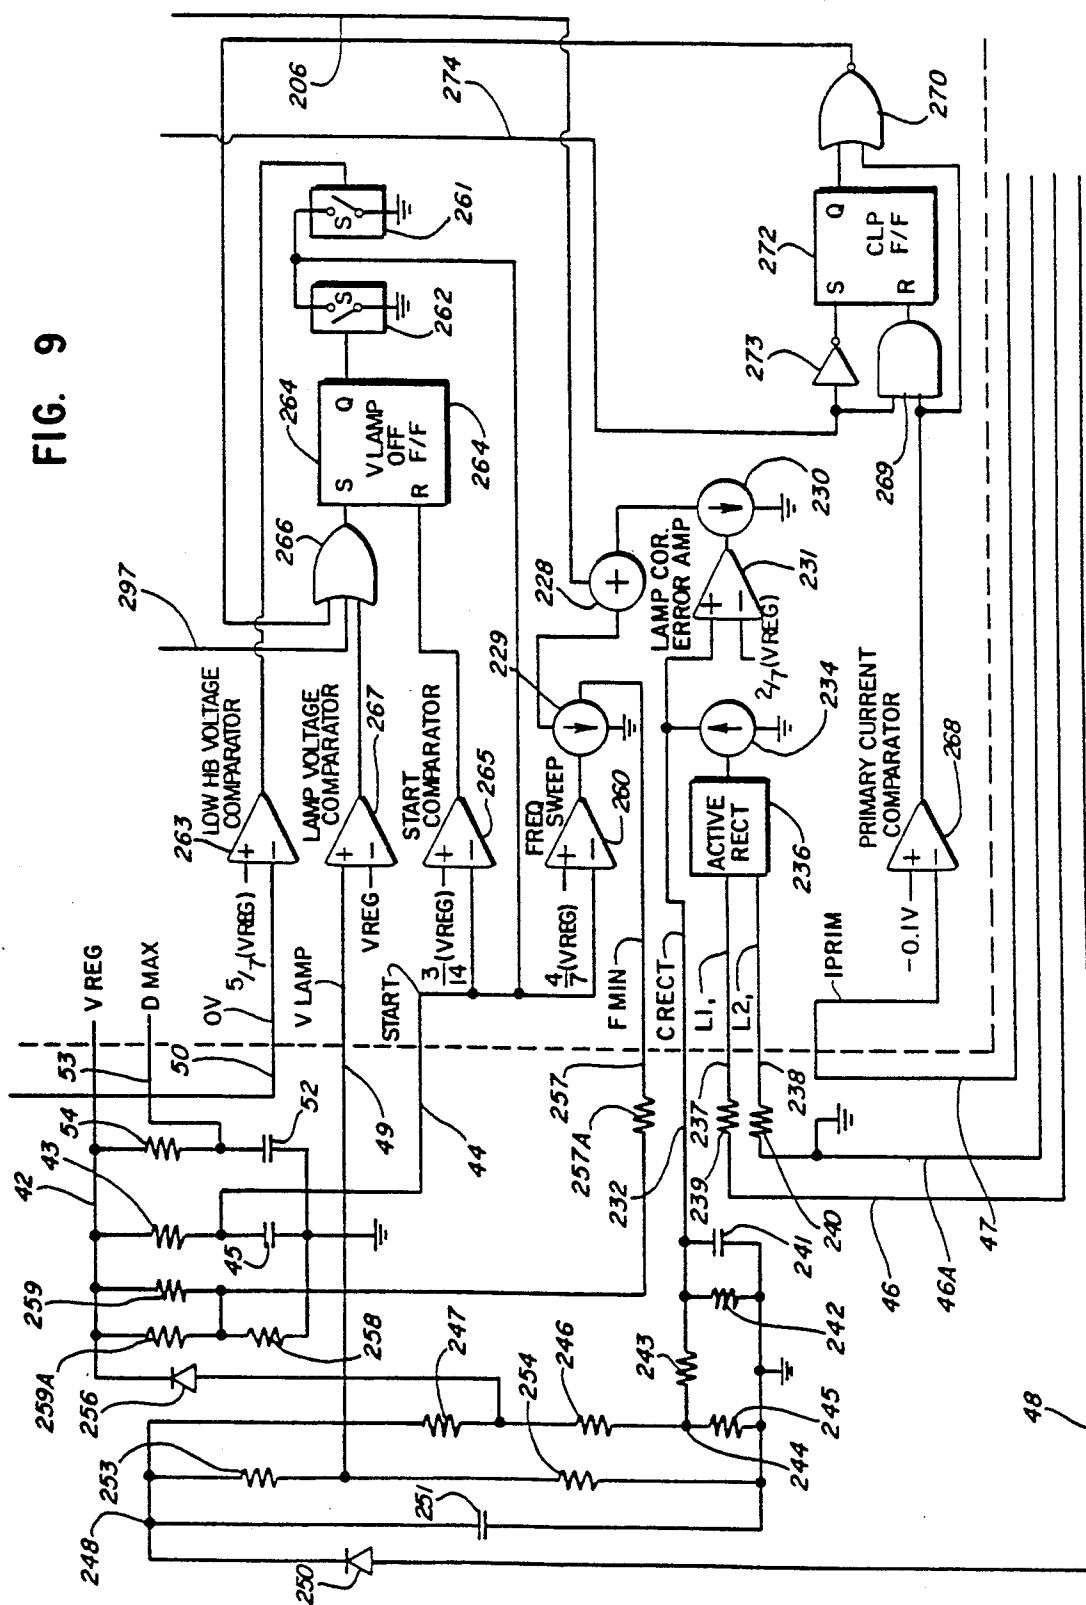 FIG. 9
206
274
297
266
264
V LAMP
OFF
F/F
S
Q
R
264
S
262
S
261
263
LOW HB VOLTAGE
COMPARATOR
5/7 (VREG)
+
−
LAMP VOLTAGE
COMPARATOR
267
+
−
VREG
START
COMPARATOR
265
3/14 (VREG)
+
−
FREQ
SWEEP
260
4/7 (VREG)
+
−
229
228
+
LAMP COR.
ERROR AMP
230
231
+
−
2/7 (VREG)
234
ACTIVE
RECT
236
PRIMARY CURRENT
COMPARATOR
268
-0.1V
+
−
IPRIM
273
272
CLP
F/F
S
Q
R
269
270
V REG
D MAX
OV
V LAMP
START
F MIN
CRECT
L1,
L2,
53
50
54
52
42
43
45
49
44
259
259A
258
256
257
257A
232
237
238
239
240
241
242
243
244
245
246
247
254
253
248
251
250
46
46A
47
48